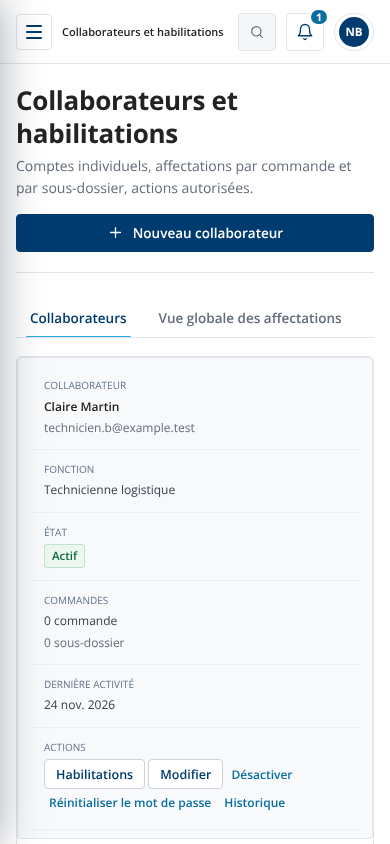 Collaborateurs et habilitations
1
NB
Collaborateurs et
habilitations
Comptes individuels, affectations par commande et
par sous-dossier, actions autorisées.
Nouveau collaborateur
Collaborateurs
Vue globale des affectations
COLLABORATEUR
Claire Martin
technicien.b@example.test
FONCTION
Technicienne logistique
ÉTAT
Actif
COMMANDES
0 commande
0 sous-dossier
DERNIÈRE ACTIVITÉ
24 nov. 2026
ACTIONS
Habilitations Modifier Désactiver
Réinitialiser le mot de passe Historique